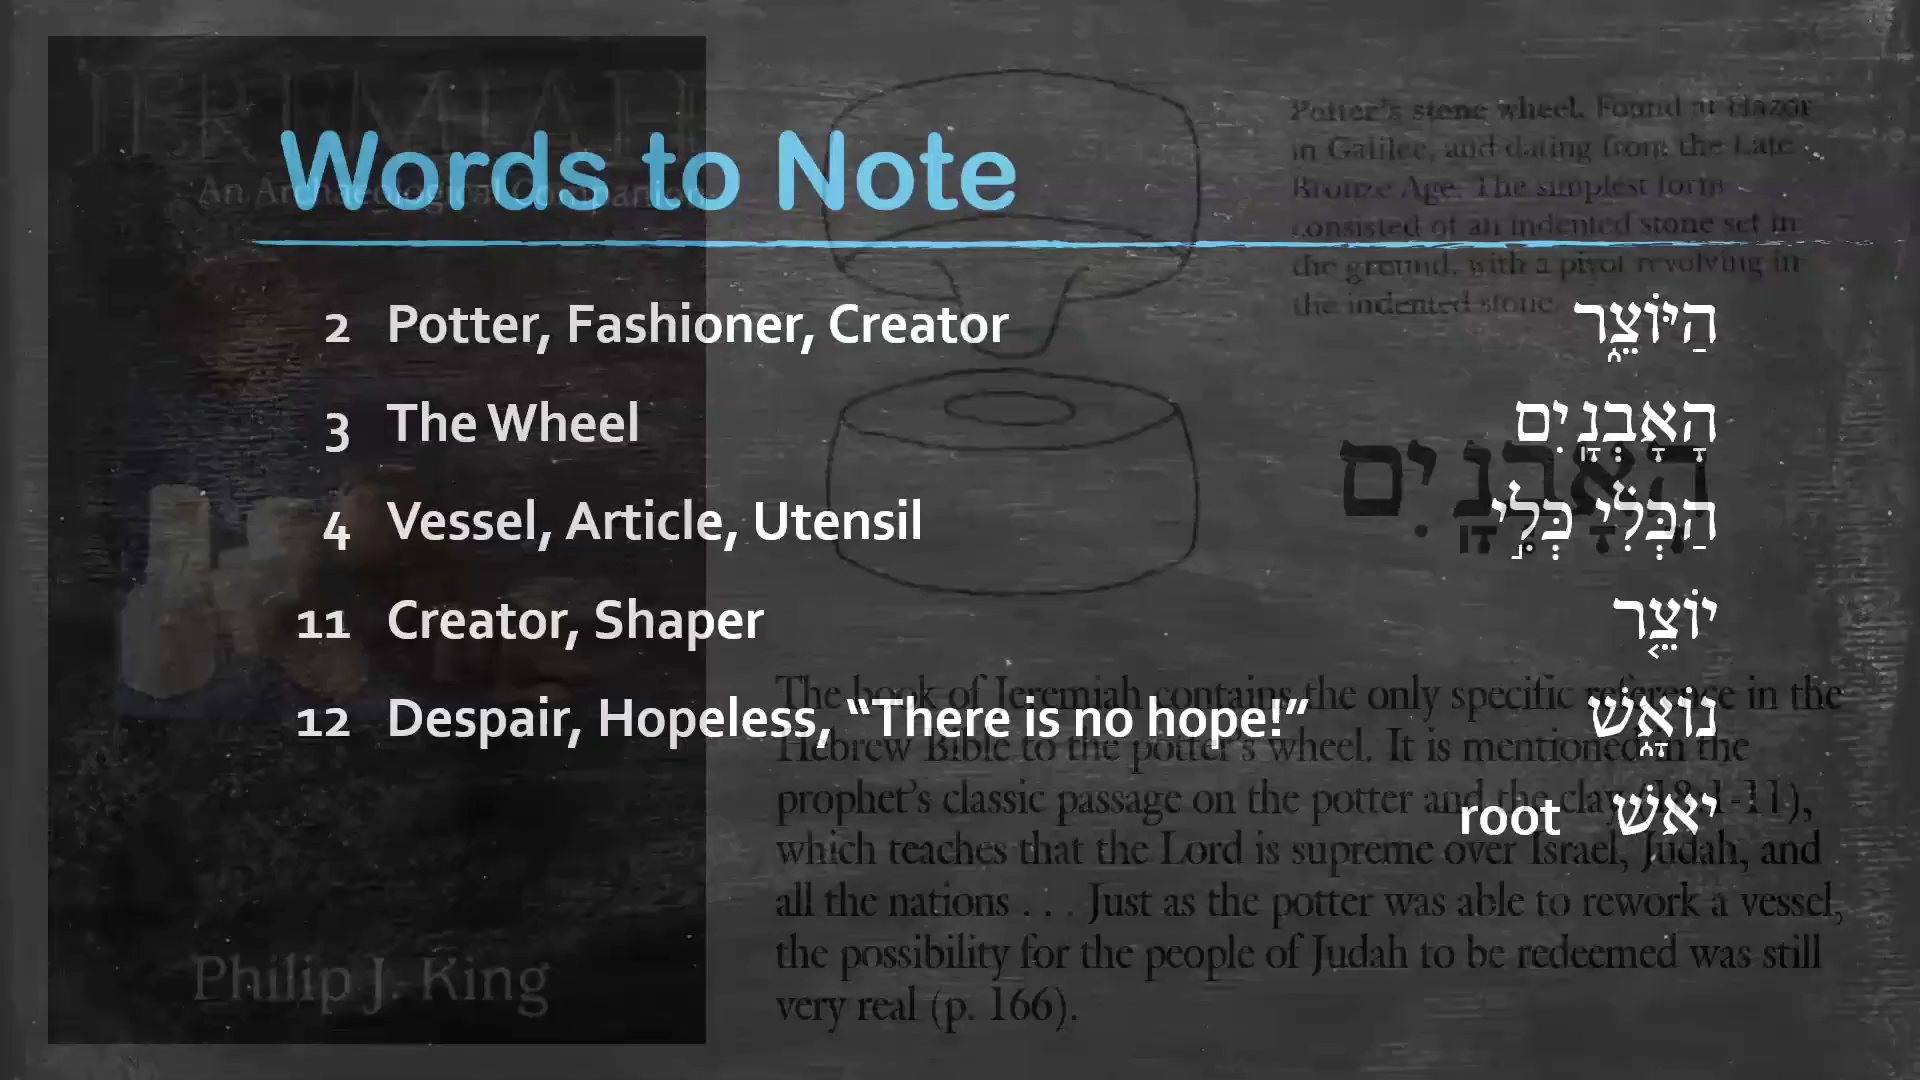 JEREMIAH
An Archaeological Companion
Philip J. King
Words to Note
2 Potter, Fashioner, Creator הַיּוֹצֵ֑ר
3 The Wheel הָאָבְנָֽיִם
4 Vessel, Article, Utensil הַכְּלִ֗י כְּלִ֣י
11 Creator, Shaper יוֹצֵ֤ר
12 Despair, Hopeless, “There is no hope!” נוֹאָ֑שׁ
root יאשׁ
Potter's stone wheel. Found at Hazor
in Galilee, and dating from the Late
Bronze Age. The simplest form
consisted of an indented stone set in
the ground, with a pivot revolving in
the indented stone.
הָאָבְנָֽיִם
The book of Jeremiah contains the only specific reference in the
Hebrew Bible to the potter's wheel. It is mentioned in the
prophet's classic passage on the potter and the clay (18:1-11),
which teaches that the Lord is supreme over Israel, Judah, and
all the nations . . . Just as the potter was able to rework a vessel,
the possibility for the people of Judah to be redeemed was still
very real (p. 166).